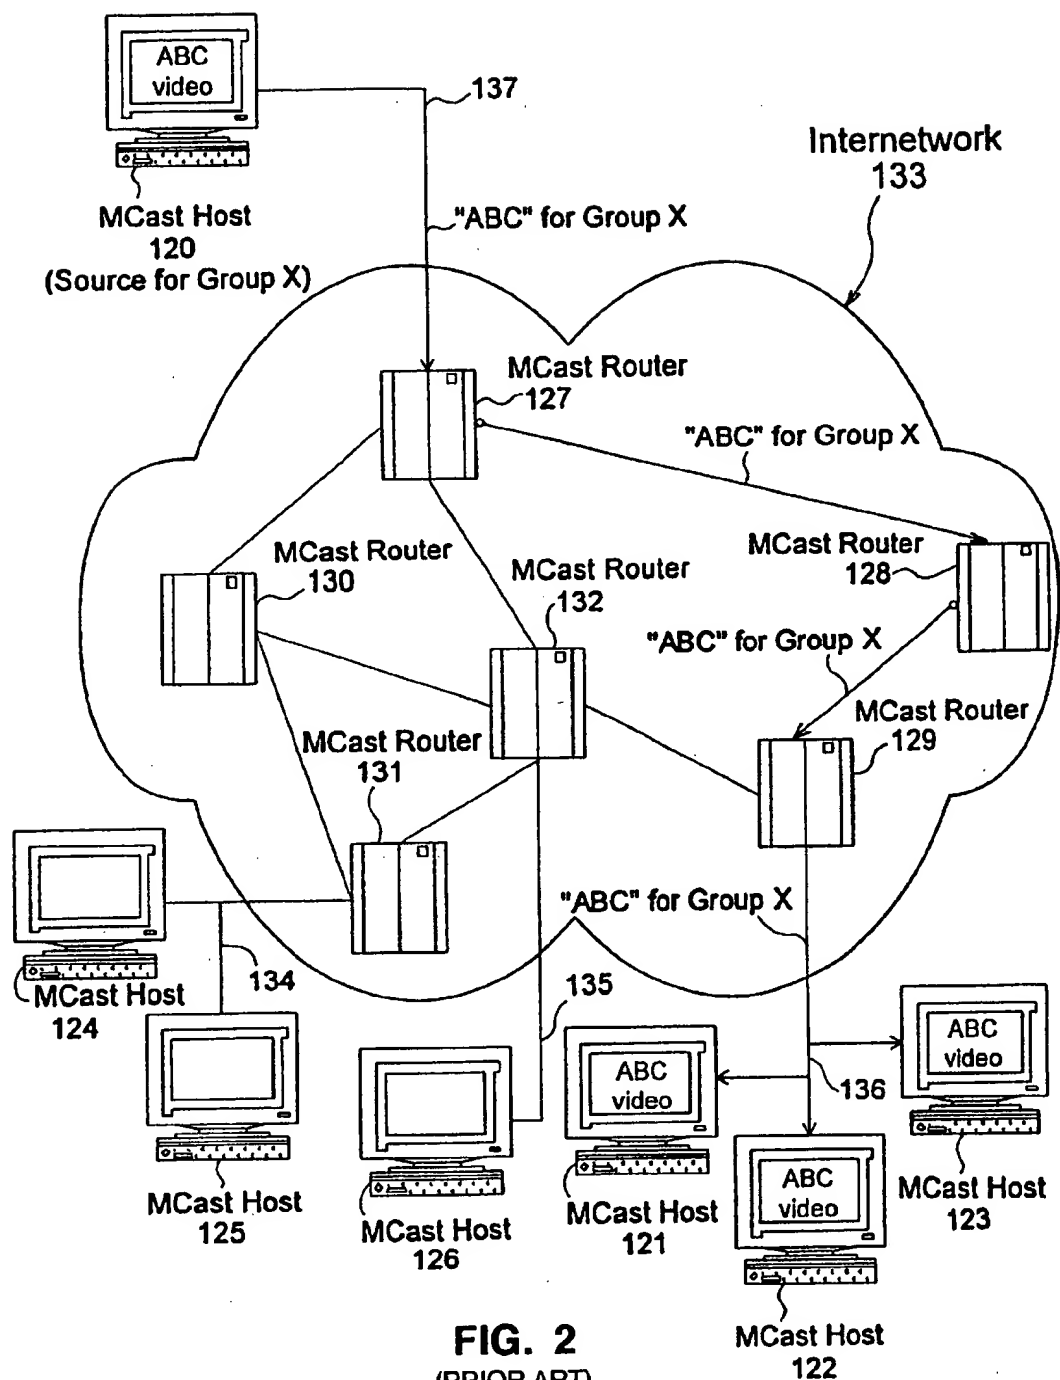 ABC
video
137
Internetwork
133
MCast Host
120
(Source for Group X)
"ABC" for Group X
MCast Router
127
"ABC" for Group X
MCast Router
130
MCast Router
132
MCast Router
128
"ABC" for Group X
MCast Router
129
MCast Router
131
"ABC" for Group X
134
135
136
MCast Host
124
MCast Host
125
MCast Host
126
ABC
video
MCast Host
121
ABC
video
MCast Host
122
ABC
video
MCast Host
123
FIG. 2
(PRIOR ART)